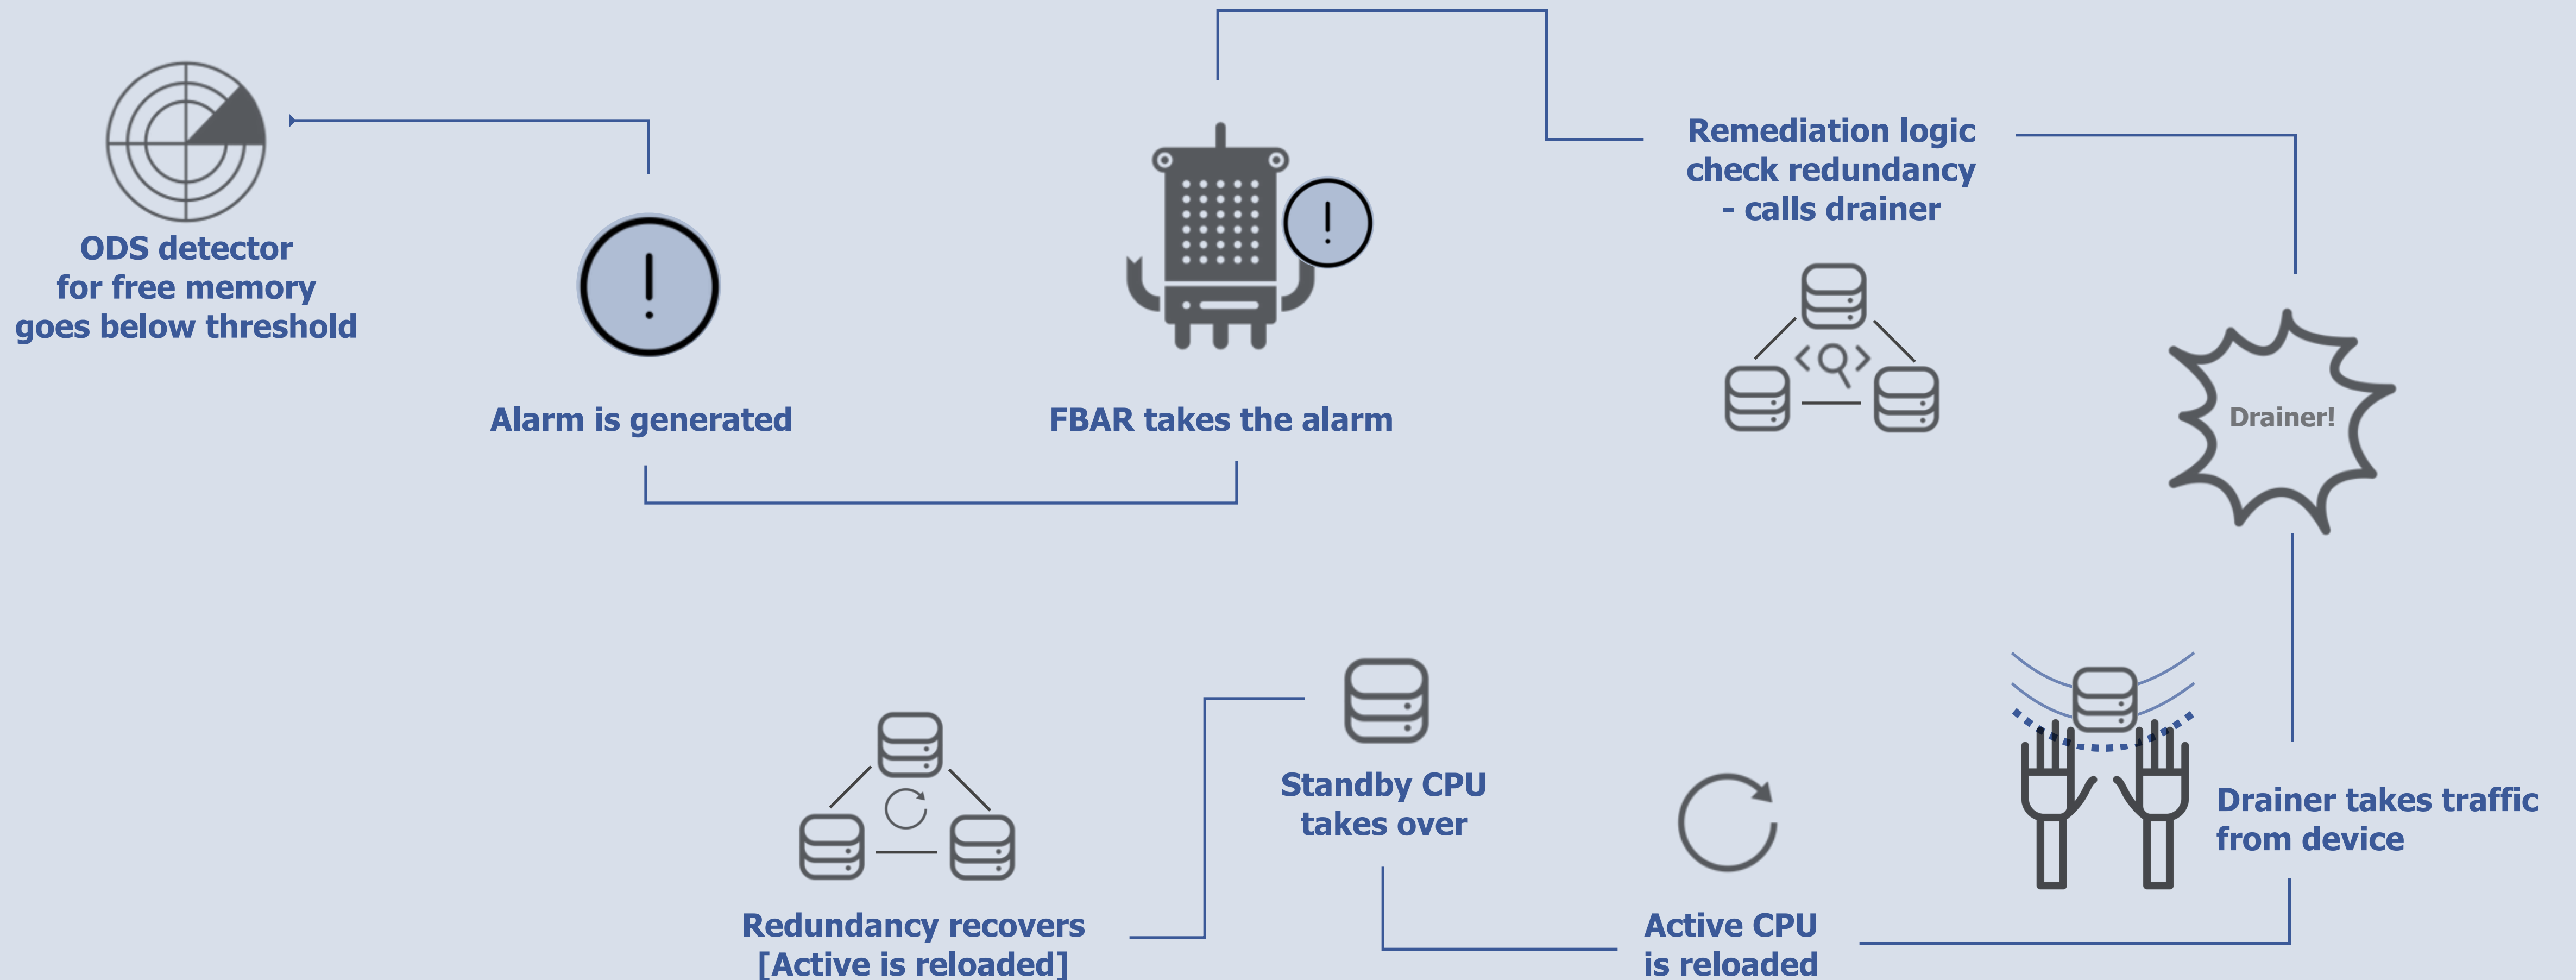 ODS detector
for free memory
goes below threshold
Alarm is generated
FBAR takes the alarm
Remediation logic
check redundancy
- calls drainer
Drainer!
Drainer takes traffic
from device
Active CPU
is reloaded
Standby CPU
takes over
Redundancy recovers
[Active is reloaded]